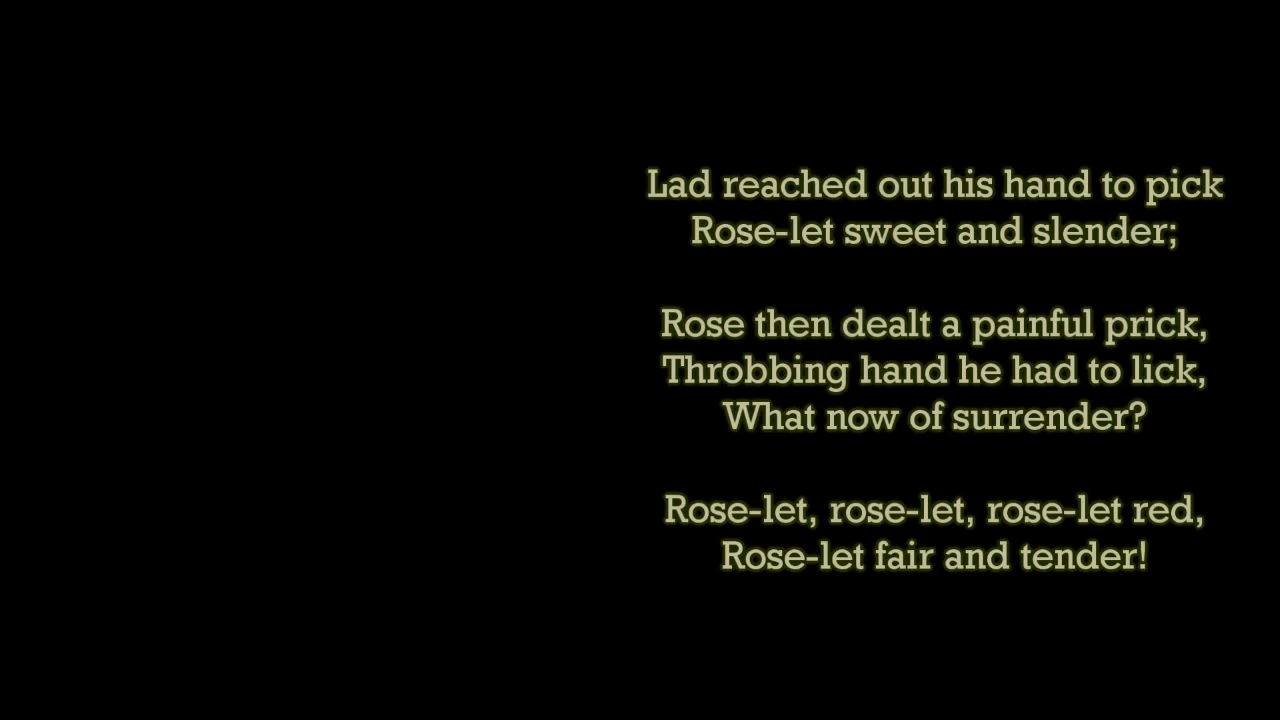 Lad reached out his hand to pick
Rose-let sweet and slender;
Rose then dealt a painful prick,
Throbbing hand he had to lick,
What now of surrender?
Rose-let, rose-let, rose-let red,
Rose-let fair and tender!